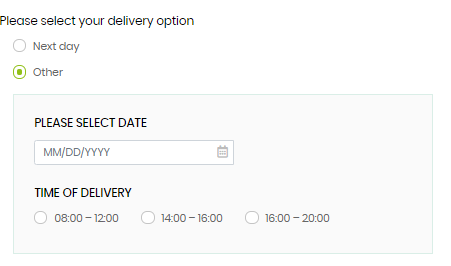 Please select your delivery option
Next day
Other
PLEASE SELECT DATE
MM/DD/YYYY
TIME OF DELIVERY
08:00 – 12:00 14:00 – 16:00 16:00 – 20:00